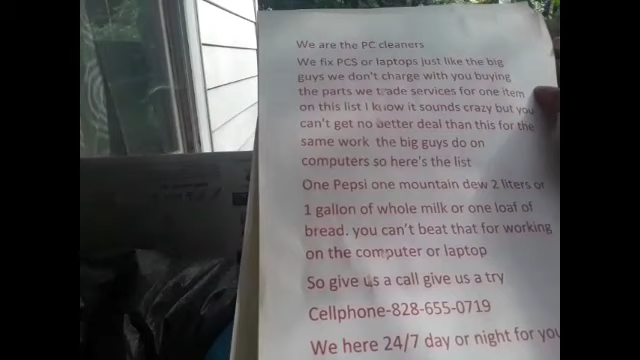 We are the PC cleaners
We fix PCS or laptops just like the big
guys we don't charge with you buying
the parts we trade services for one item
on this list I know it sounds crazy but you
can't get no better deal than this for the
same work the big guys do on
computers so here's the list
One Pepsi one mountain dew 2 liters or
1 gallon of whole milk or one loaf of
bread. you can't beat that for working
on the computer or laptop
So give us a call give us a try
Cellphone-828-655-0719
We here 24/7 day or night for you